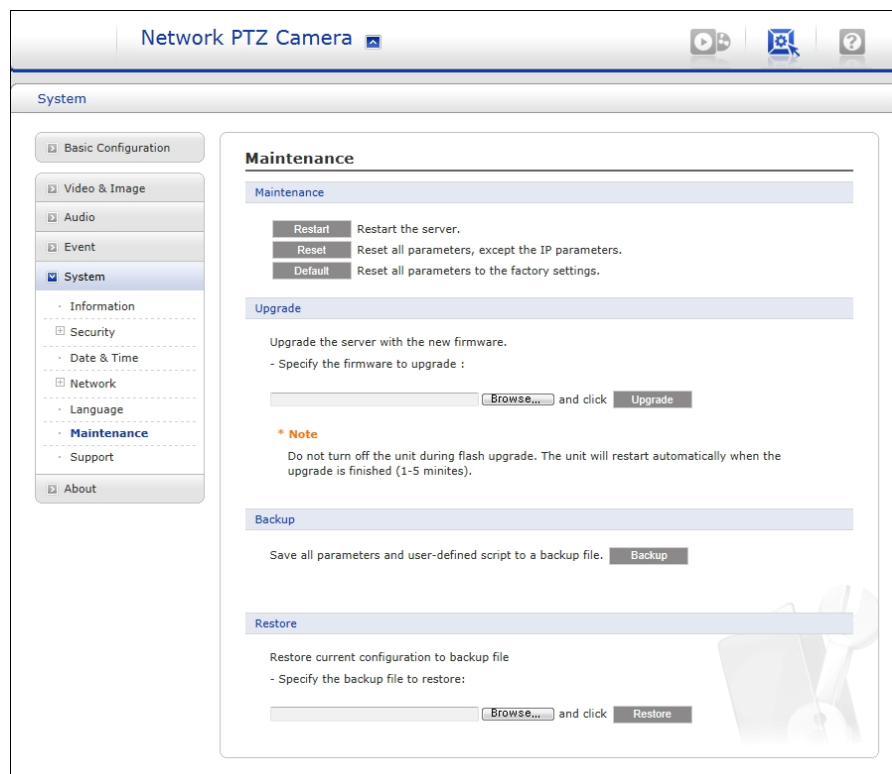 Network PTZ Camera
?
System
Basic Configuration
Video & Image
Audio
Event
System
· Information
Security
· Date & Time
Network
· Language
· Maintenance
· Support
About
Maintenance
Maintenance
Restart Restart the server.
Reset Reset all parameters, except the IP parameters.
Default Reset all parameters to the factory settings.
Upgrade
Upgrade the server with the new firmware.
- Specify the firmware to upgrade :
Browse... and click Upgrade
* Note
Do not turn off the unit during flash upgrade. The unit will restart automatically when the
upgrade is finished (1-5 minites).
Backup
Save all parameters and user-defined script to a backup file. Backup
Restore
Restore current configuration to backup file
- Specify the backup file to restore:
Browse... and click Restore